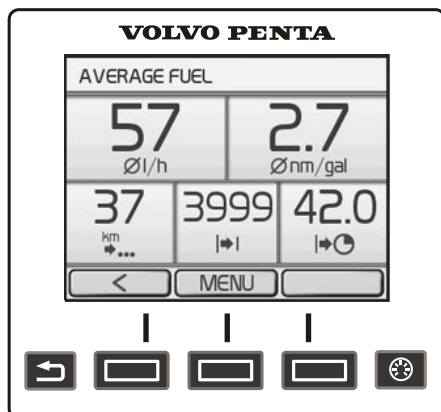 VOLVO PENTA
AVERAGE FUEL
57 2.7
Øl/h Ønm/gal
37 3999 42.0
km
...
< MENU